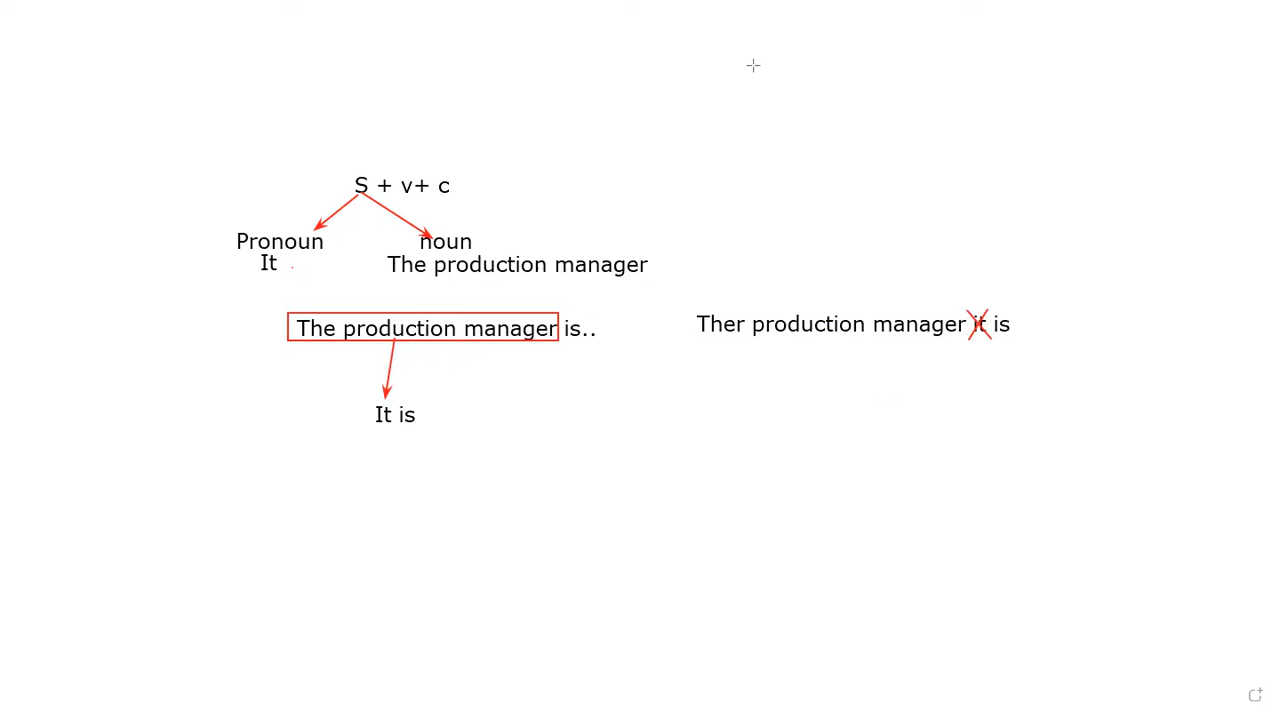 S + v+ c
Pronoun noun
It The production manager
The production manager is..
Ther production manager it is
It is